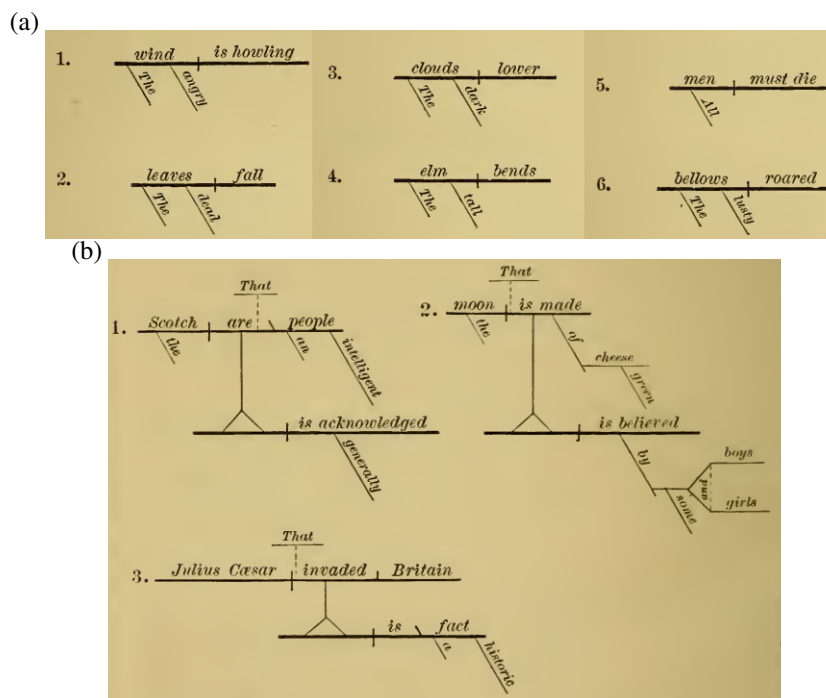 (a)
1. wind is howling
The angry
2. leaves fall
The dead
3. clouds lower
The dark
4. elm bends
The tall
5. men must die
All
6. bellows roared
The lusty
(b)
That
1. Scotch are people
the an intelligent
is acknowledged
generally
That
2. moon is made
the of
cheese
green
is believed
by
some and boys
girls
That
3. Julius Cæsar invaded Britain
is fact
a historic